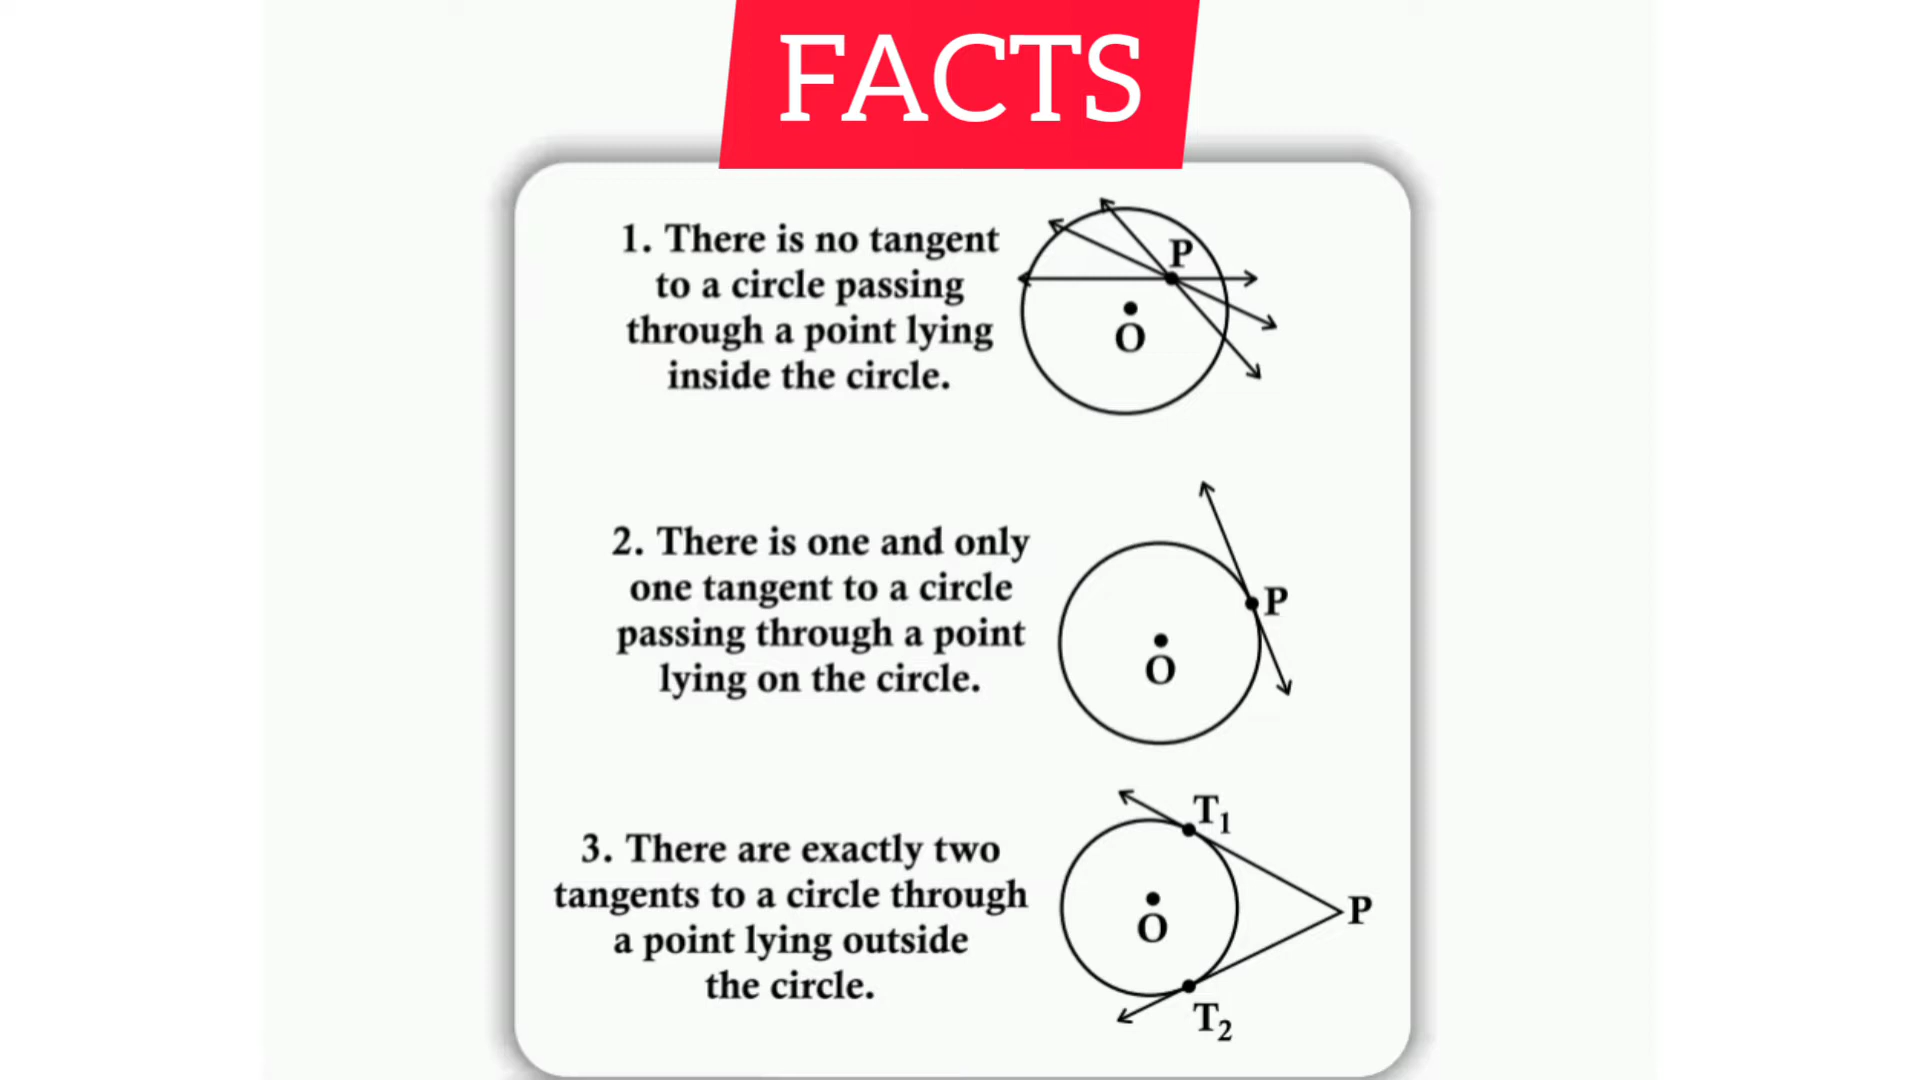 FACTS
1. There is no tangent
to a circle passing
through a point lying
inside the circle.
P
O
2. There is one and only
one tangent to a circle
passing through a point
lying on the circle.
P
O
3. There are exactly two
tangents to a circle through
a point lying outside
the circle.
T₁
P
O
T₂